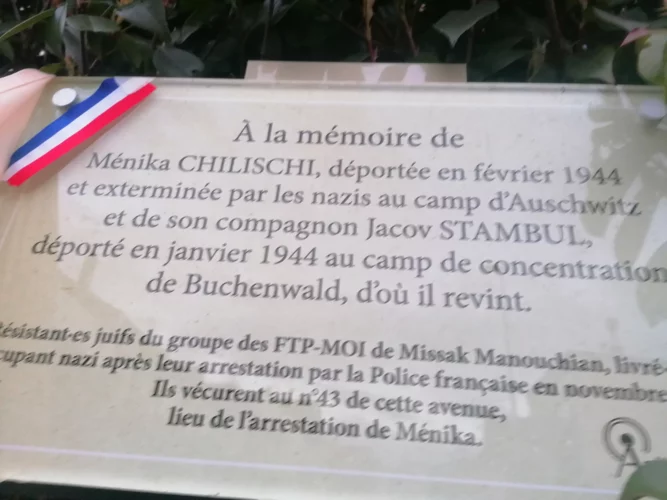 À la mémoire de
Ménika CHILISCHI, déportée en février 1944
et exterminée par les nazis au camp d'Auschwitz
et de son compagnon Jacov STAMBUL,
déporté en janvier 1944 au camp de concentration
de Buchenwald, d'où il revint.
Résistant·es juifs du groupe des FTP-MOI de Missak Manouchian, livré
cupant nazi après leur arrestation par la Police française en novembre
Ils vécurent au n°43 de cette avenue,
lieu de l'arrestation de Ménika.